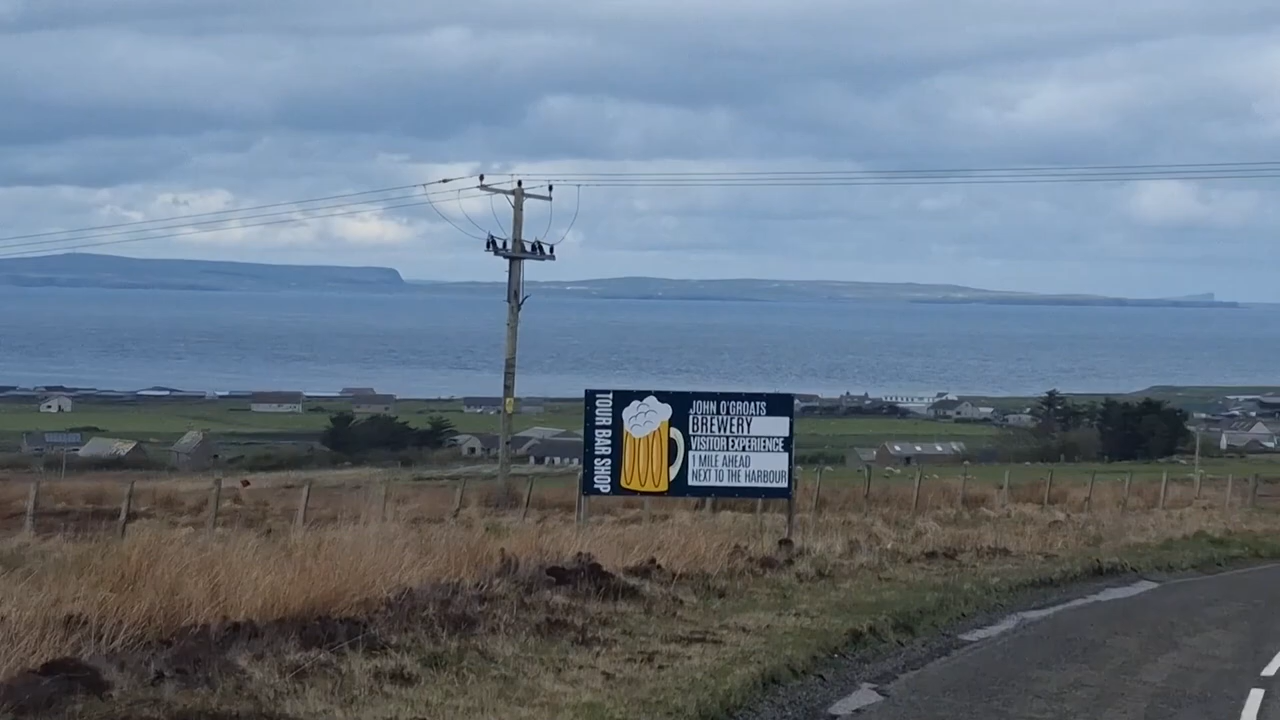 TOUR BAR SHOP
JOHN O'GROATS
BREWERY
VISITOR EXPERIENCE
1 MILE AHEAD
NEXT TO THE HARBOUR